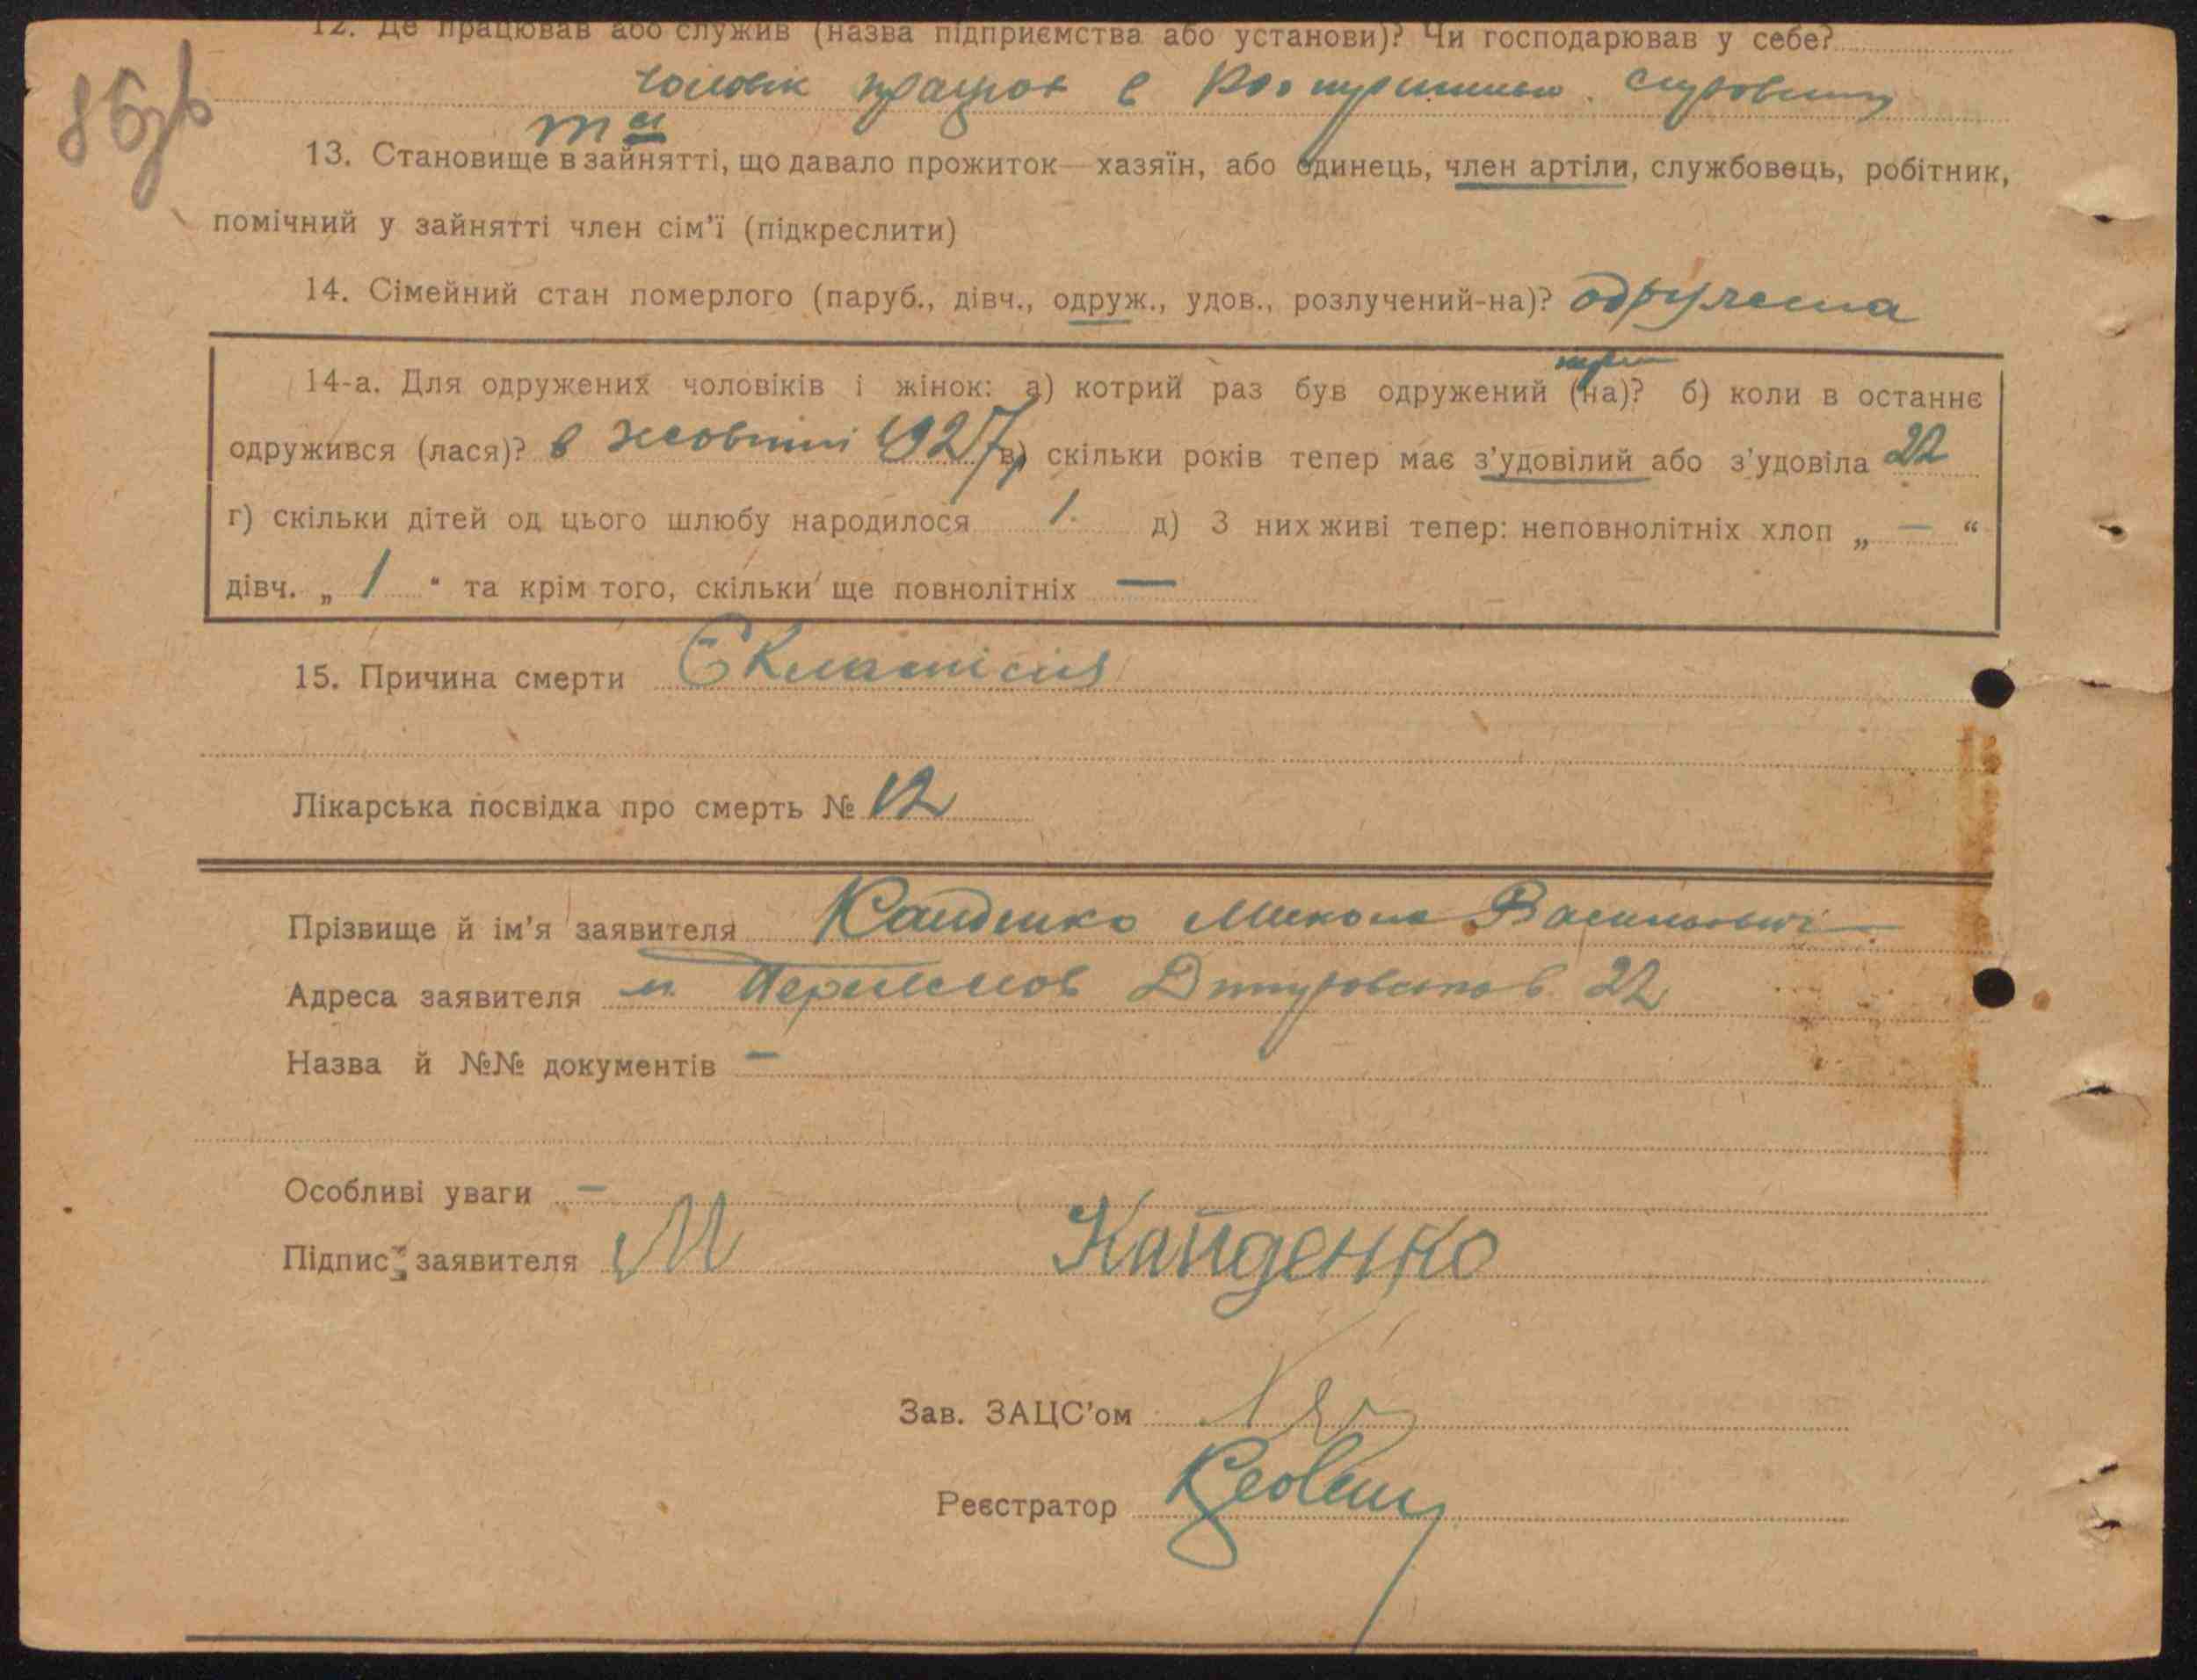 86зв
12. Де працював або служив (назва підприємства або установи)? Чи господарював у себе?
чоловік працює в
13. Становище в зайнятті, що давало прожиток — хазяїн, або одинець, член артіли, службовець, робітник,
помічний у зайнятті член сім'ї (підкреслити)
14. Сімейний стан померлого (паруб., дівч., одруж., удов., розлучений-на)? одружена
14-а. Для одружених чоловіків і жінок: а) котрий раз був одружений (на)? б) коли в останнє
одружився (лася)? в жовтні 1927 в) скільки років тепер має з'удовілий або з'удовіла 22
г) скільки дітей од цього шлюбу народилося 1. д) З них живі тепер: неповнолітніх хлоп „ — “
дівч. „ 1 “ та крім того, скільки ще повнолітніх —
15. Причина смерти
Лікарська посвідка про смерть № 12
Прізвище й ім'я заявителя Кайденко Микола Васильович
Адреса заявителя м. 22
Назва й №№ документів —
Особливі уваги —
Підпис заявителя М Кайденко
Зав. ЗАЦС'ом
Реєстратор